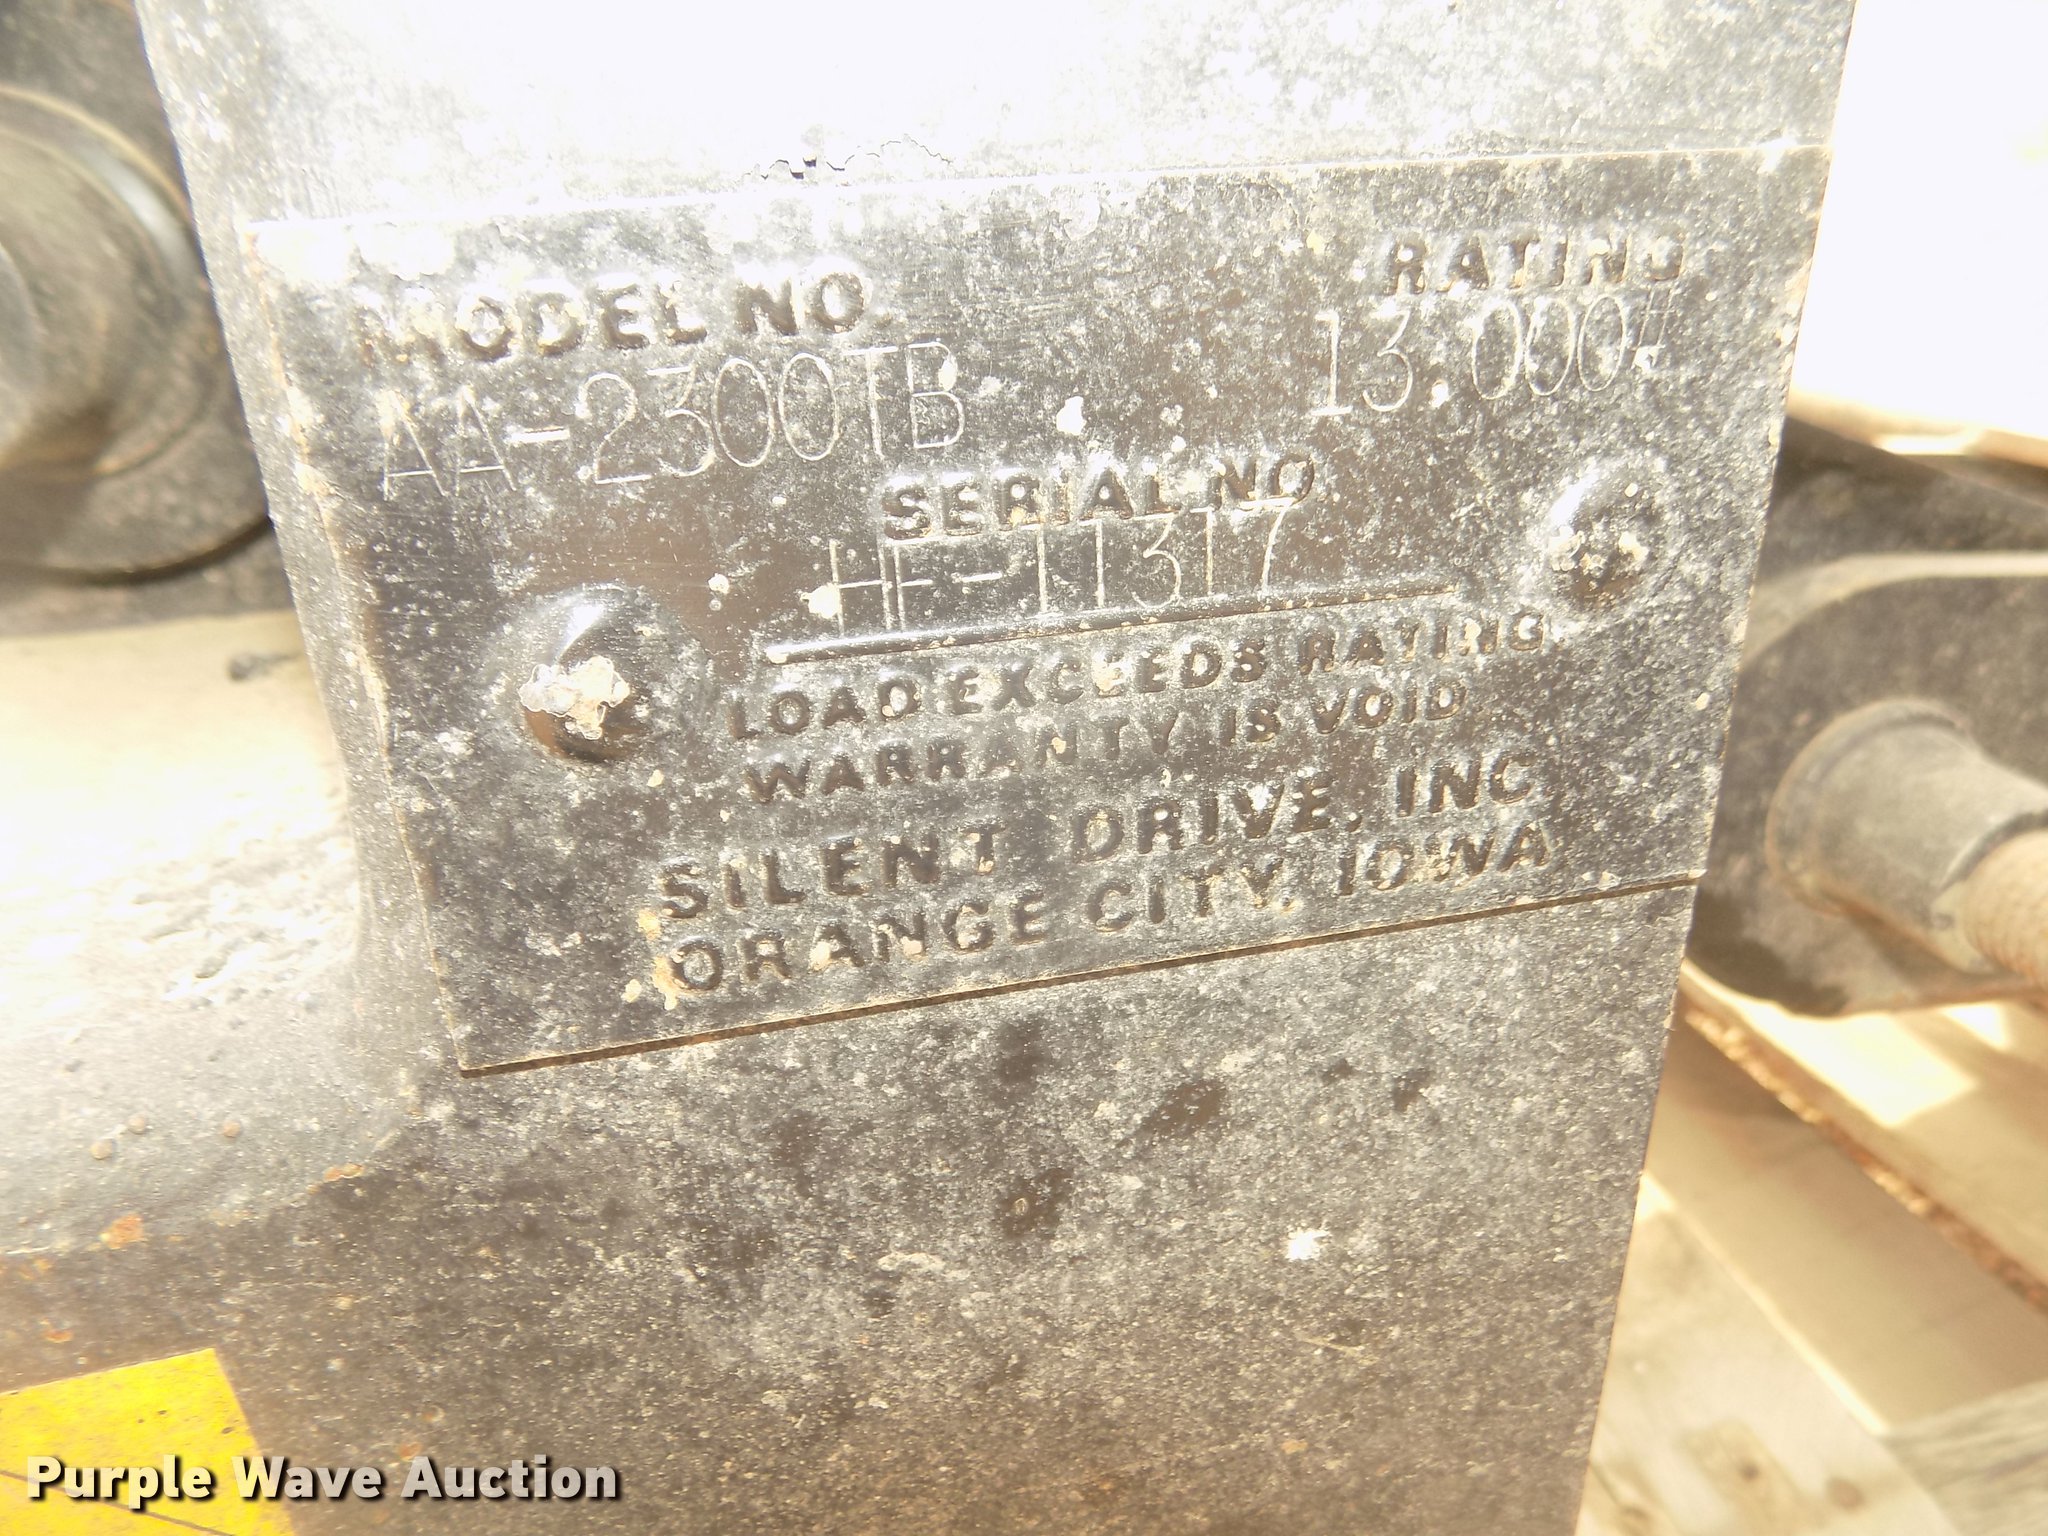 MODEL NO. RATING
AA-2300TB 13,000#
SERIAL NO
HF-11317
LOAD EXCEEDS RATING
WARRANTY IS VOID
SILENT DRIVE, INC
ORANGE CITY, IOWA
Purple Wave Auction